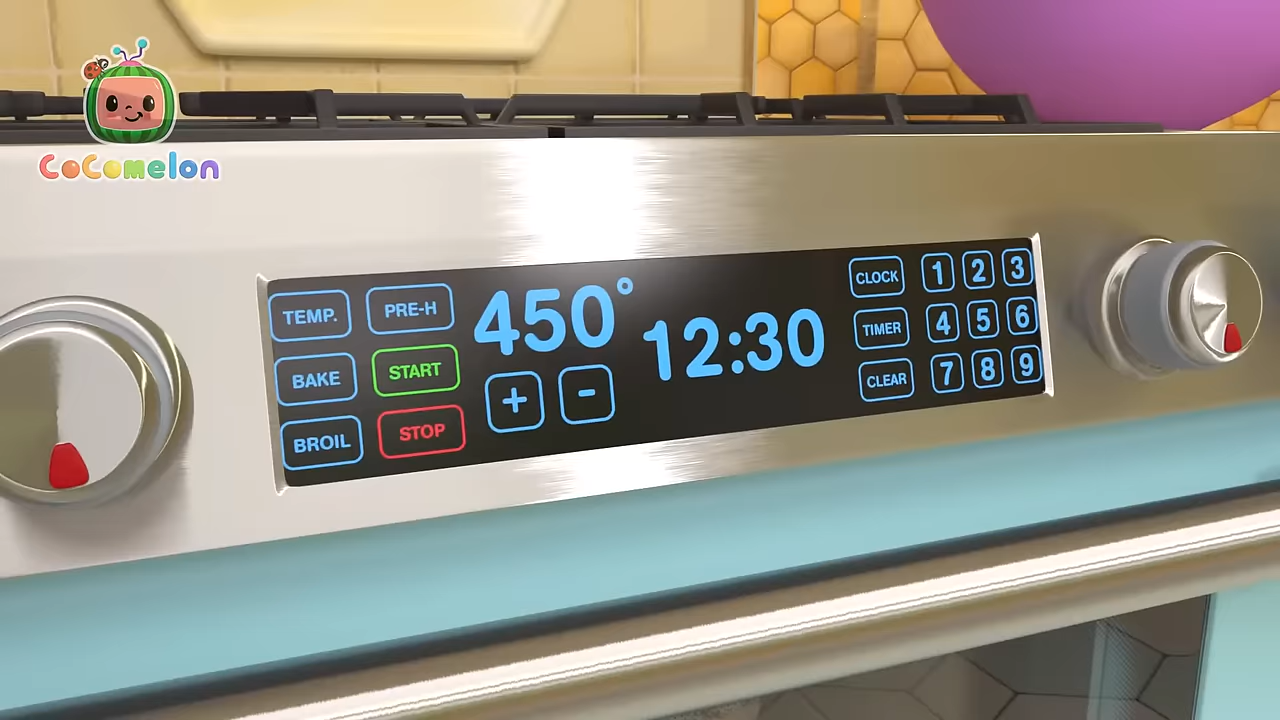 CoComelon
TEMP. PRE-H 450° 12:30 CLOCK 1 2 3
BAKE START + - TIMER 4 5 6
BROIL STOP CLEAR 7 8 9